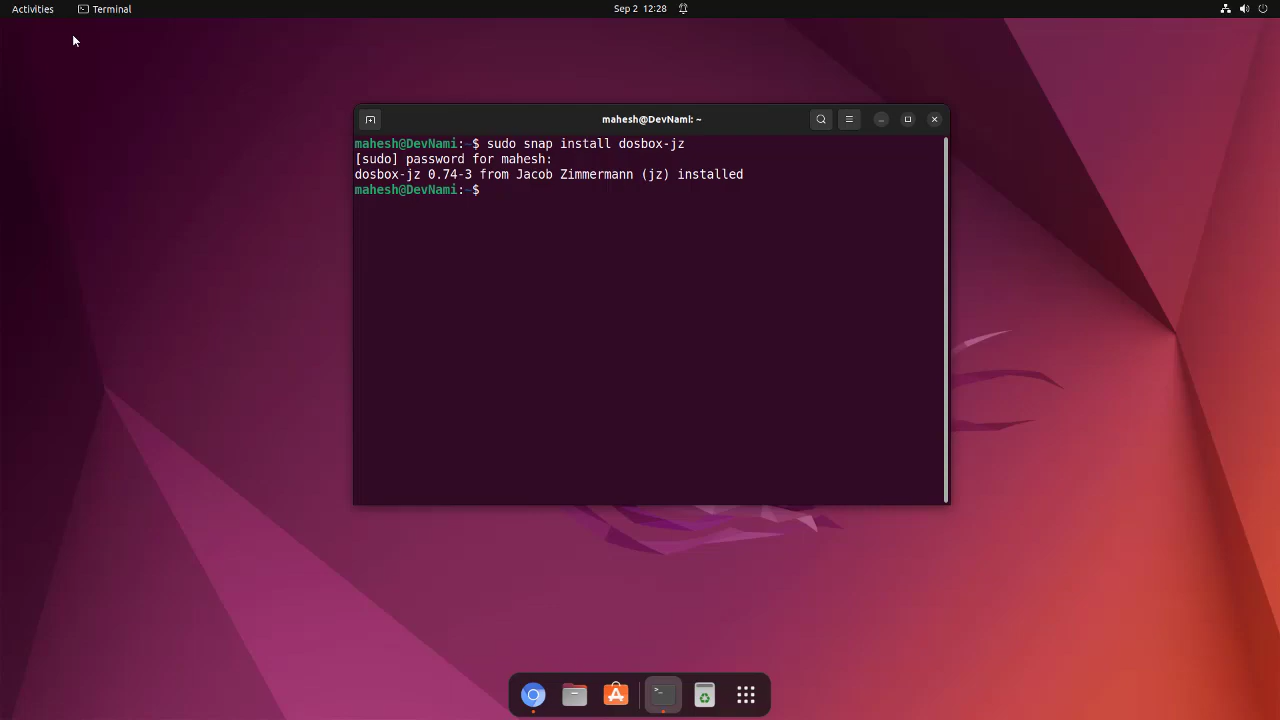 Activities Terminal Sep 2 12:28
mahesh@DevNami: ~
mahesh@DevNami:~$ sudo snap install dosbox-jz
[sudo] password for mahesh:
dosbox-jz 0.74-3 from Jacob Zimmermann (jz) installed
mahesh@DevNami:~$